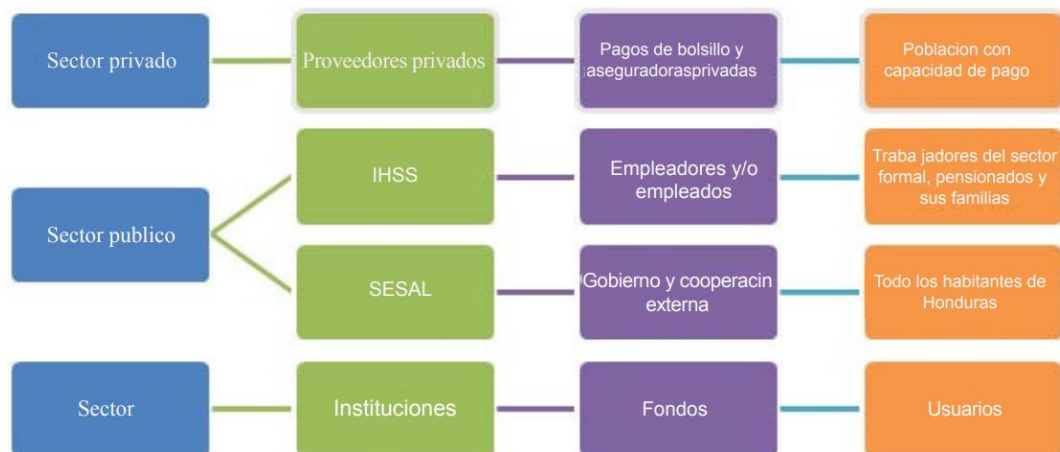 Sector privado
Proveedores privados
Pagos de bolsillo y
aseguradorasprivadas
Poblacion con
capacidad de pago
Sector publico
IHSS
Empleadores y/o
empleados
Traba jadores del sector
formal, pensionados y
sus familias
SESAL
Gobierno y cooperacin
externa
Todo los habitantes de
Honduras
Sector
Instituciones
Fondos
Usuarios